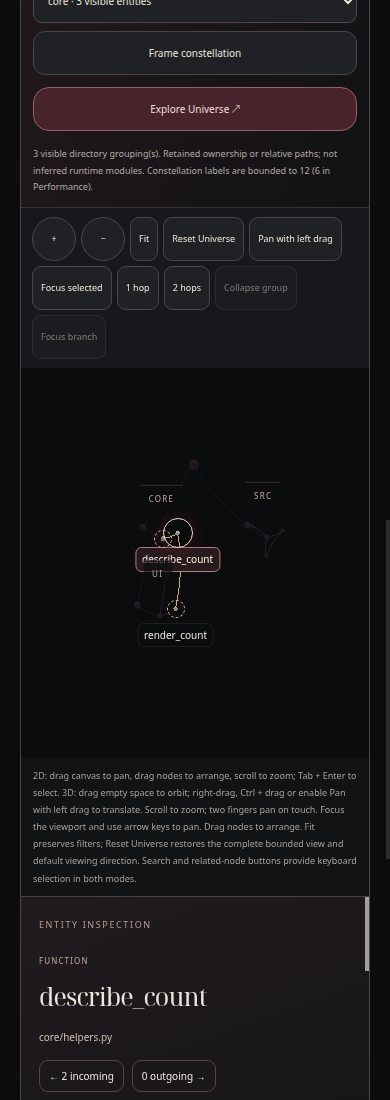 core · 3 visible entities
Frame constellation
Explore Universe ↗
3 visible directory grouping(s). Retained ownership or relative paths; not
inferred runtime modules. Constellation labels are bounded to 12 (6 in
Performance).
+ − Fit Reset Universe Pan with left drag
Focus selected 1 hop 2 hops Collapse group
Focus branch
CORE SRC
describe_count
UI
render_count
2D: drag canvas to pan, drag nodes to arrange, scroll to zoom; Tab + Enter to
select. 3D: drag empty space to orbit; right-drag, Ctrl + drag or enable Pan
with left drag to translate. Scroll to zoom; two fingers pan on touch. Focus
the viewport and use arrow keys to pan. Drag nodes to arrange. Fit
preserves filters; Reset Universe restores the complete bounded view and
default viewing direction. Search and related-node buttons provide keyboard
selection in both modes.
ENTITY INSPECTION
FUNCTION
describe_count
core/helpers.py
← 2 incoming 0 outgoing →